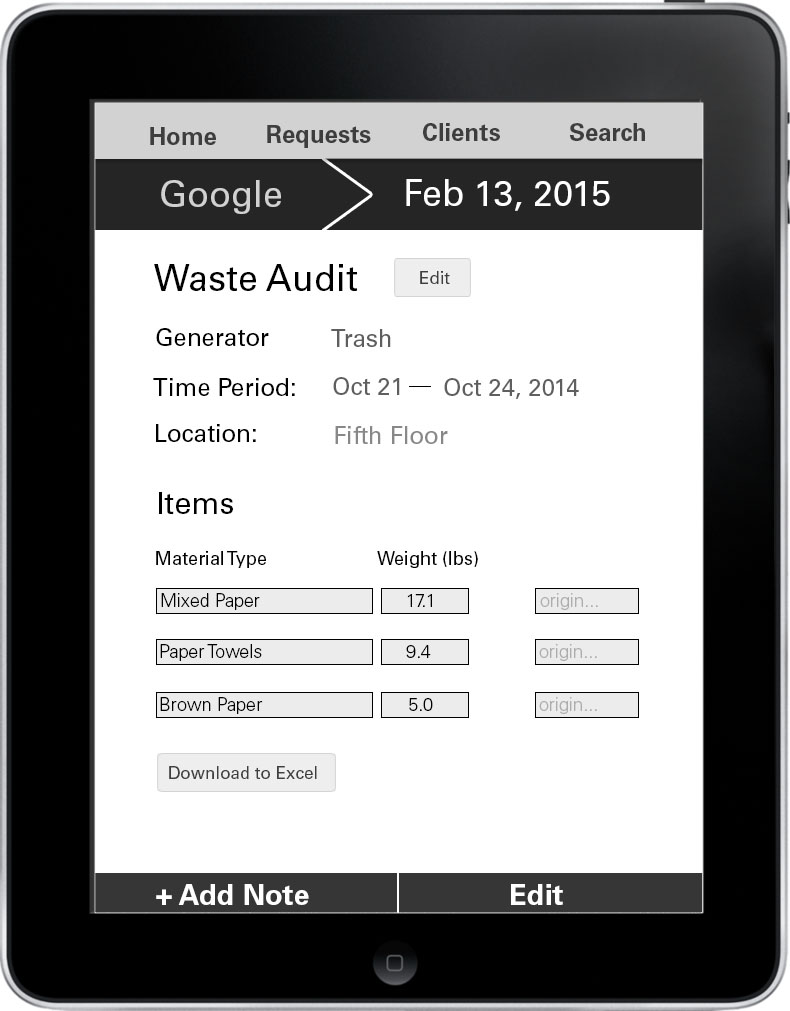 Home Requests Clients Search
Google Feb 13, 2015
Waste Audit Edit
Generator Trash
Time Period: Oct 21 — Oct 24, 2014
Location: Fifth Floor
Items
Material Type Weight (lbs)
Mixed Paper 17.1 origin...
Paper Towels 9.4 origin...
Brown Paper 5.0 origin...
Download to Excel
+ Add Note Edit